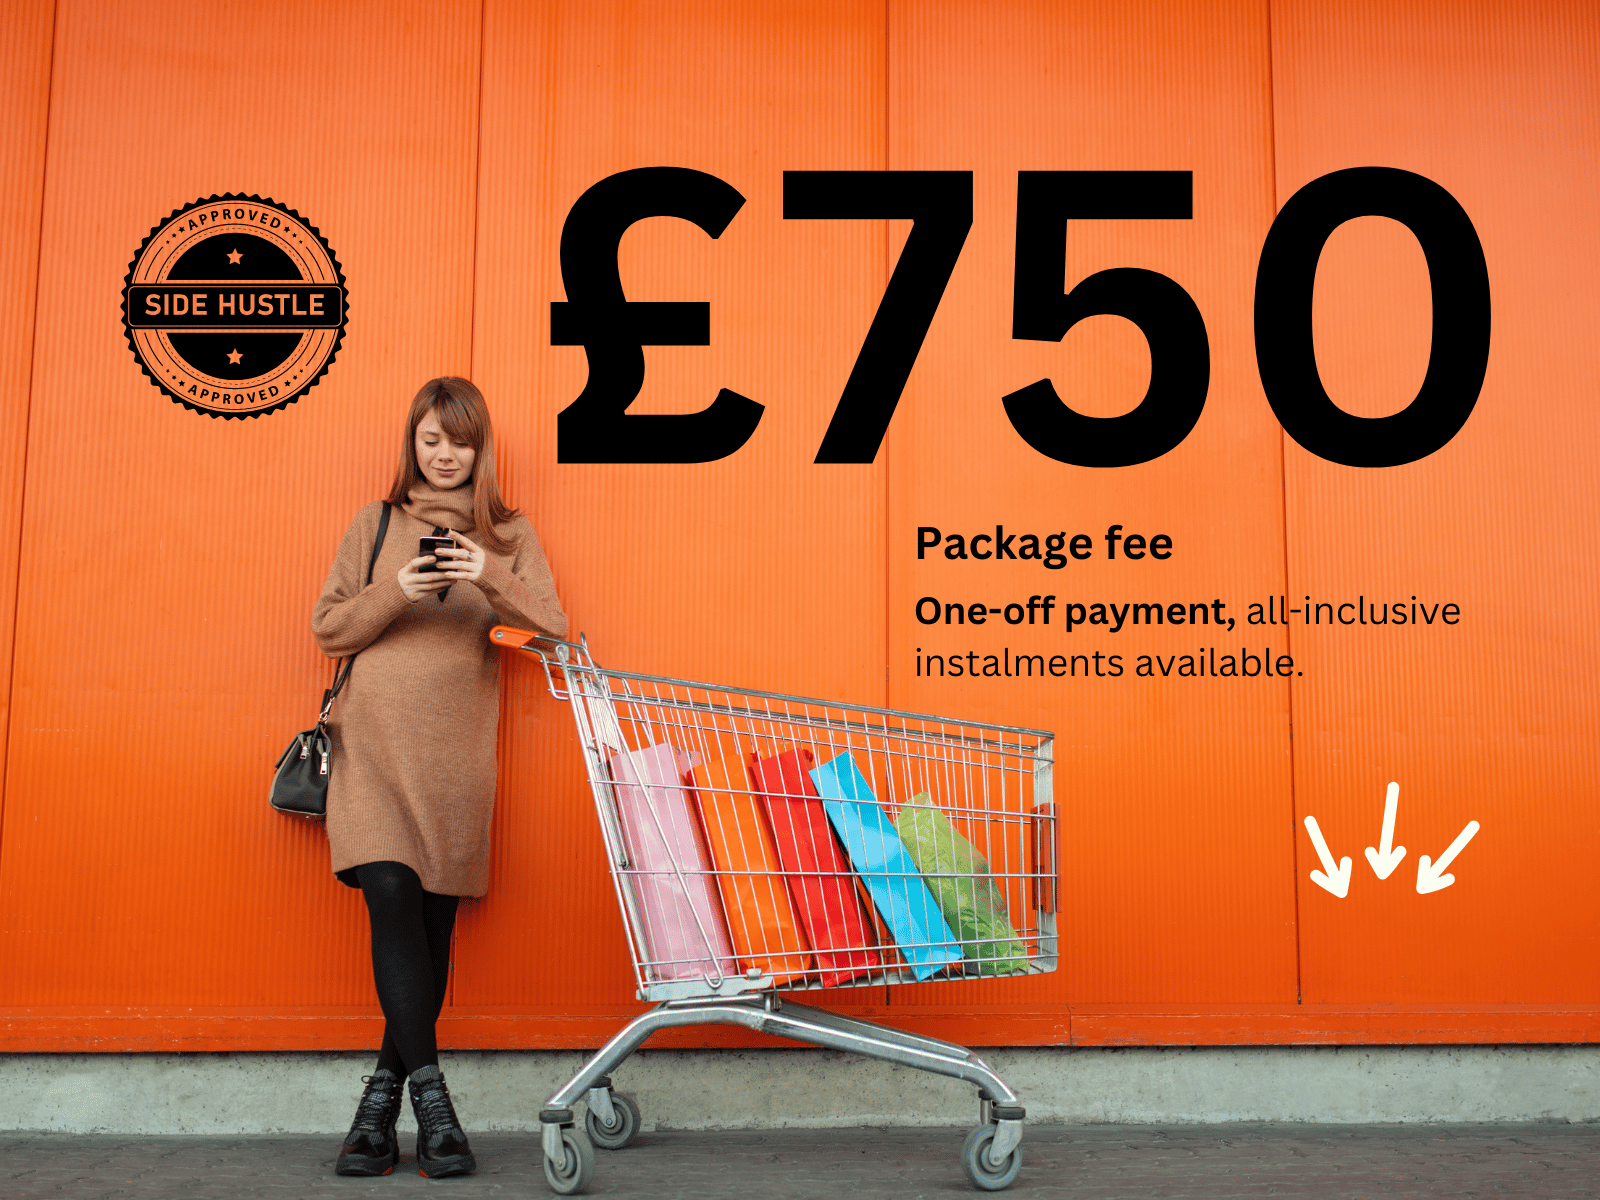 APPROVED
SIDE HUSTLE
APPROVED
£750
Package fee
One-off payment, all-inclusive
instalments available.